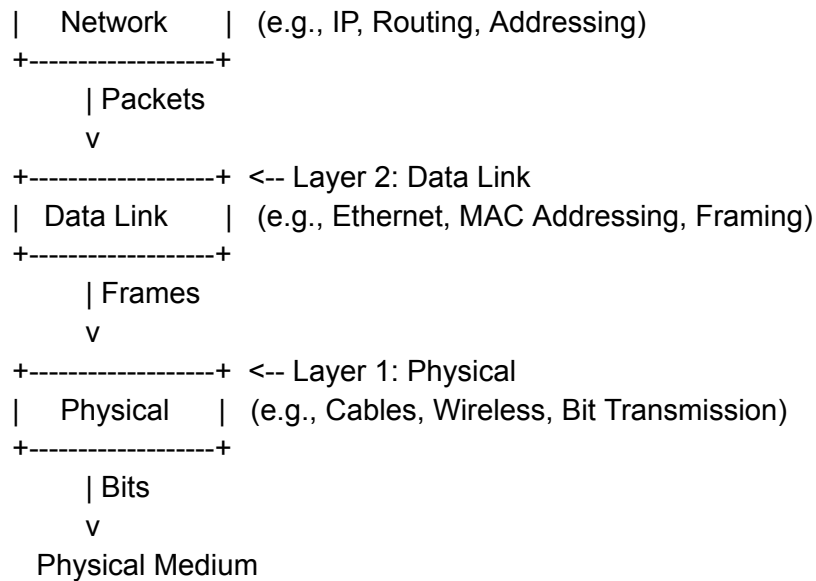 |    Network    |  (e.g., IP, Routing, Addressing)
+-------------------+
| Packets
v
+-------------------+  <-- Layer 2: Data Link
|   Data Link    |  (e.g., Ethernet, MAC Addressing, Framing)
+-------------------+
| Frames
v
+-------------------+  <-- Layer 1: Physical
|    Physical    |  (e.g., Cables, Wireless, Bit Transmission)
+-------------------+
| Bits
v
Physical Medium